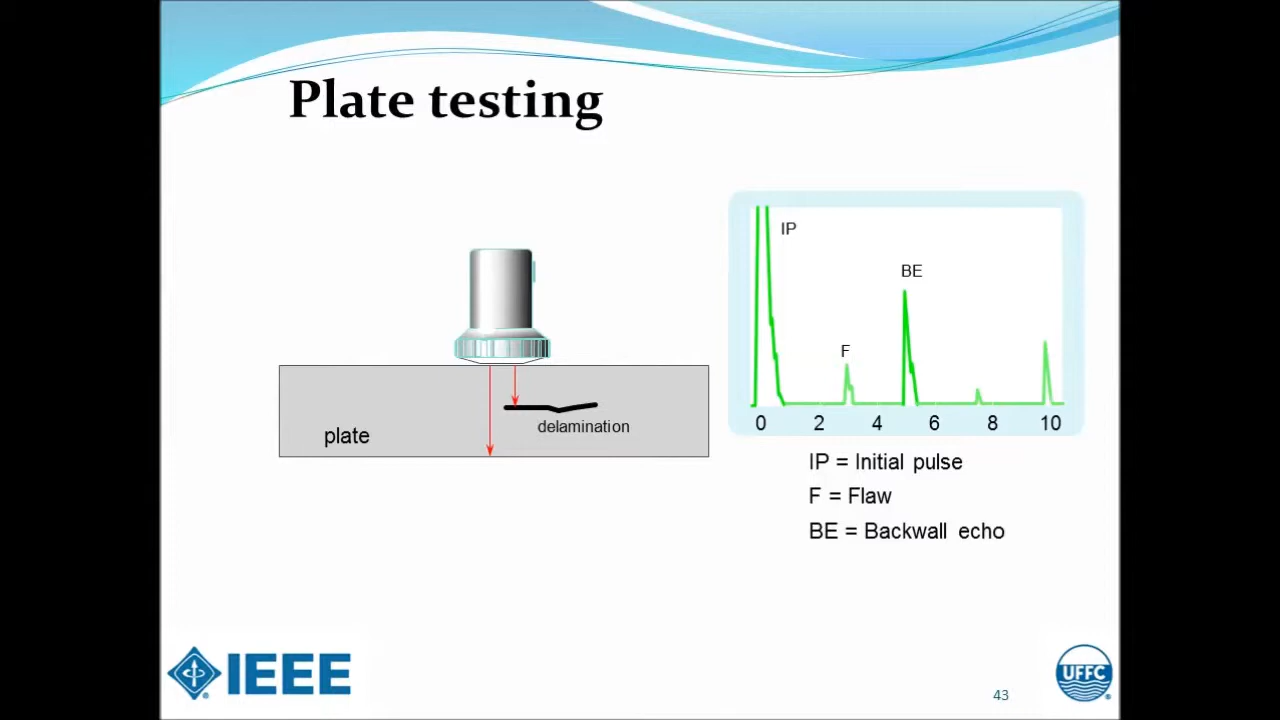 Plate testing
IP
BE
F
delamination
plate
0 2 4 6 8 10
IP = Initial pulse
F = Flaw
BE = Backwall echo
IEEE
UFFC
43